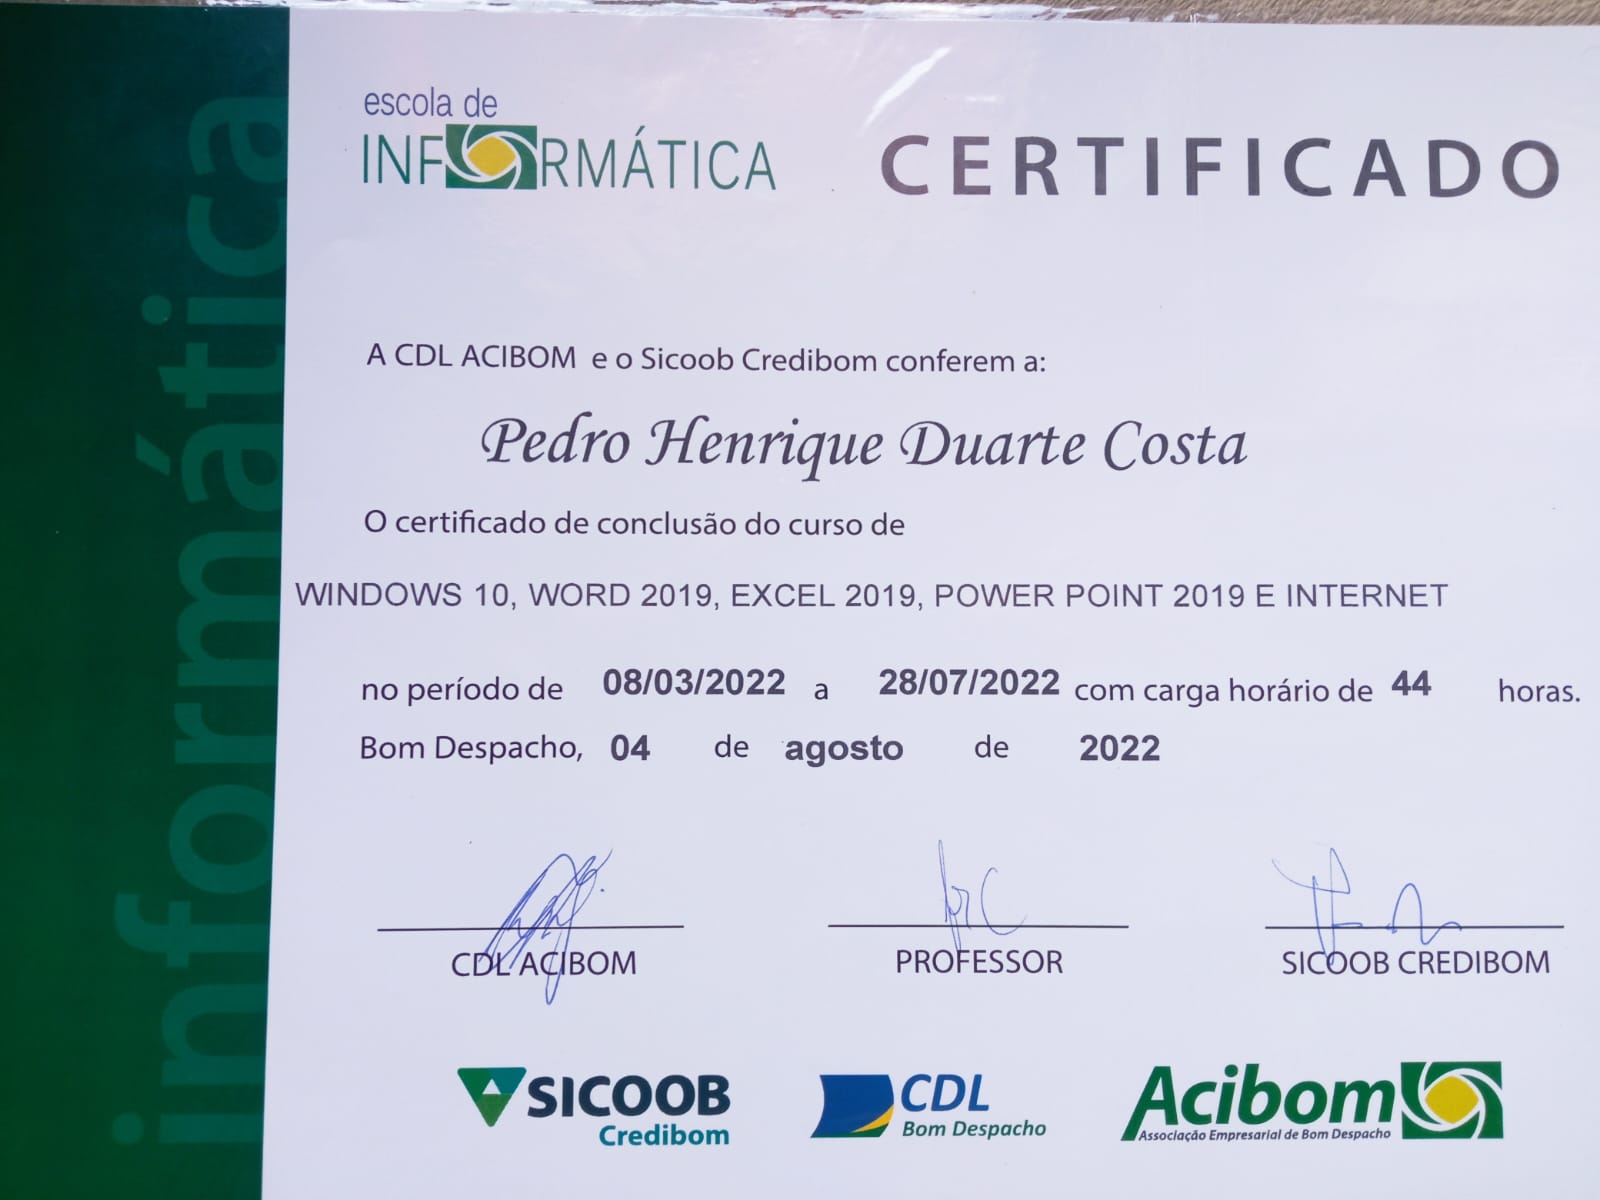 informática
escola de
INFORMÁTICA
CERTIFICADO
A CDL ACIBOM e o Sicoob Credibom conferem a:
Pedro Henrique Duarte Costa
O certificado de conclusão do curso de
WINDOWS 10, WORD 2019, EXCEL 2019, POWER POINT 2019 E INTERNET
no período de 08/03/2022 a 28/07/2022 com carga horário de 44 horas.
Bom Despacho, 04 de agosto de 2022
CDL ACIBOM PROFESSOR SICOOB CREDIBOM
SICOOB
Credibom
CDL
Bom Despacho
Acibom
Associação Empresarial de Bom Despacho